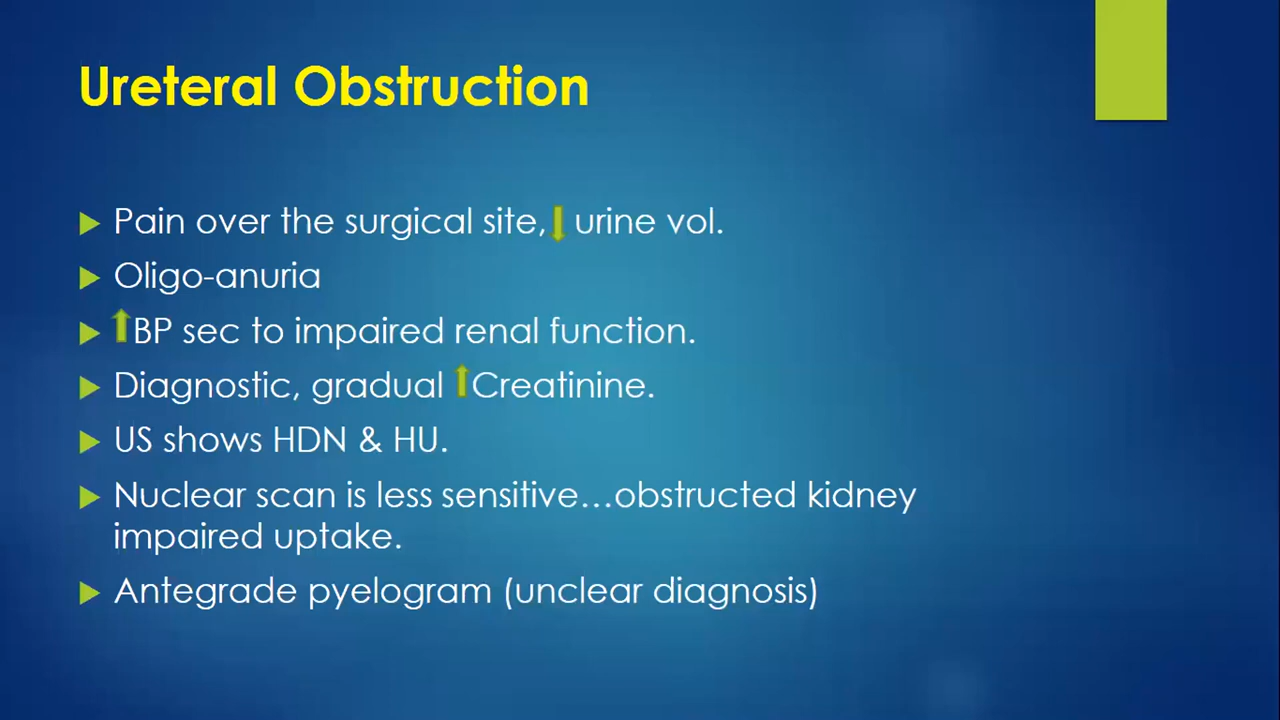 Ureteral Obstruction
Pain over the surgical site, urine vol.
Oligo-anuria
BP sec to impaired renal function.
Diagnostic, gradual Creatinine.
US shows HDN & HU.
Nuclear scan is less sensitive...obstructed kidney
impaired uptake.
Antegrade pyelogram (unclear diagnosis)